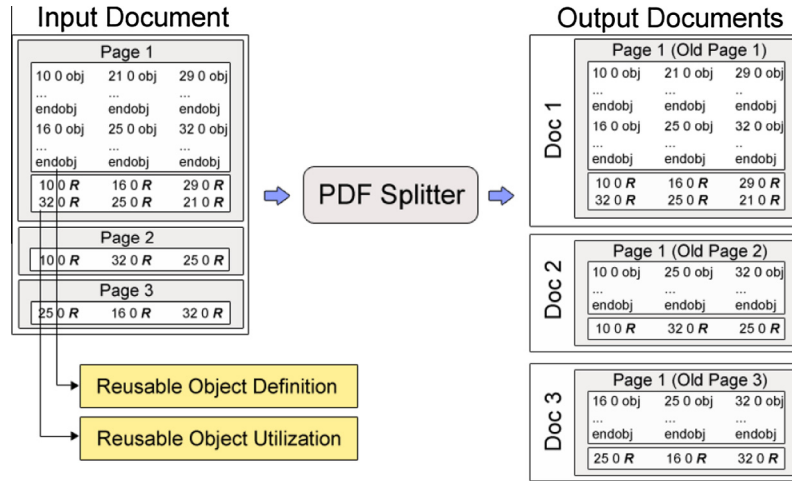 Input Document
Page 1
10 0 obj 21 0 obj 29 0 obj
... ... ...
endobj endobj endobj
16 0 obj 25 0 obj 32 0 obj
... ... ...
endobj endobj endobj
10 0 R 16 0 R 29 0 R
32 0 R 25 0 R 21 0 R
Page 2
10 0 R 32 0 R 25 0 R
Page 3
25 0 R 16 0 R 32 0 R
Reusable Object Definition
Reusable Object Utilization
PDF Splitter
Output Documents
Doc 1
Page 1 (Old Page 1)
10 0 obj 21 0 obj 29 0 obj
... ... ..
endobj endobj endobj
16 0 obj 25 0 obj 32 0 obj
... ... ..
endobj endobj endobj
10 0 R 16 0 R 29 0 R
32 0 R 25 0 R 21 0 R
Doc 2
Page 1 (Old Page 2)
10 0 obj 25 0 obj 32 0 obj
... ... ...
endobj endobj endobj
10 0 R 32 0 R 25 0 R
Doc 3
Page 1 (Old Page 3)
16 0 obj 25 0 obj 32 0 obj
... ... ...
endobj endobj endobj
25 0 R 16 0 R 32 0 R